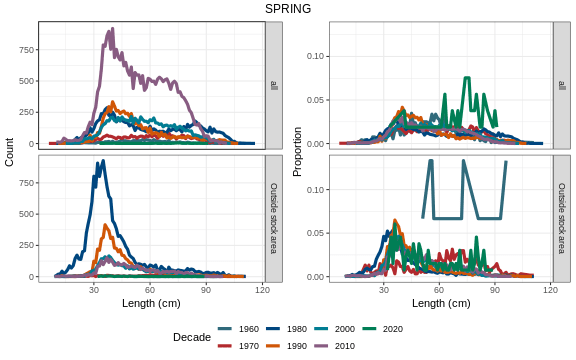 SPRING
750
500
250
0
all
0.10
0.05
0.00
all
Count
Proportion
750
500
250
0
Outside stock area
0.10
0.05
0.00
Outside stock area
30 60 90 120
30 60 90 120
Length (cm)
Length (cm)
Decade
1960 1980 2000 2020
1970 1990 2010